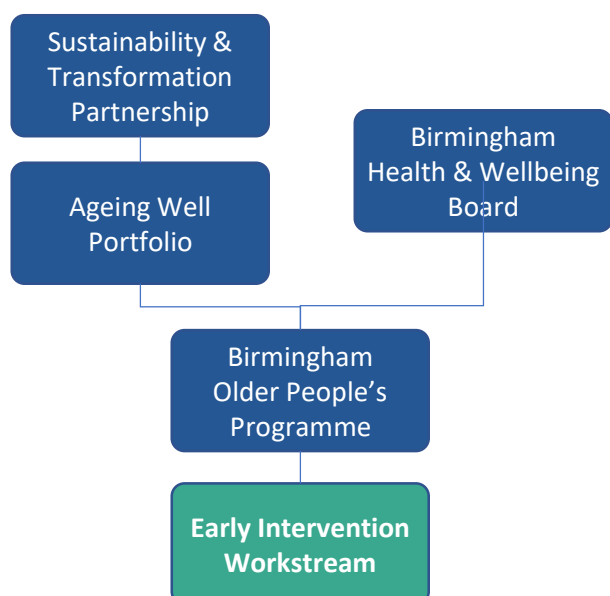 Sustainability &
Transformation
Partnership
Birmingham
Health & Wellbeing
Board
Ageing Well
Portfolio
Birmingham
Older People’s
Programme
Early Intervention
Workstream